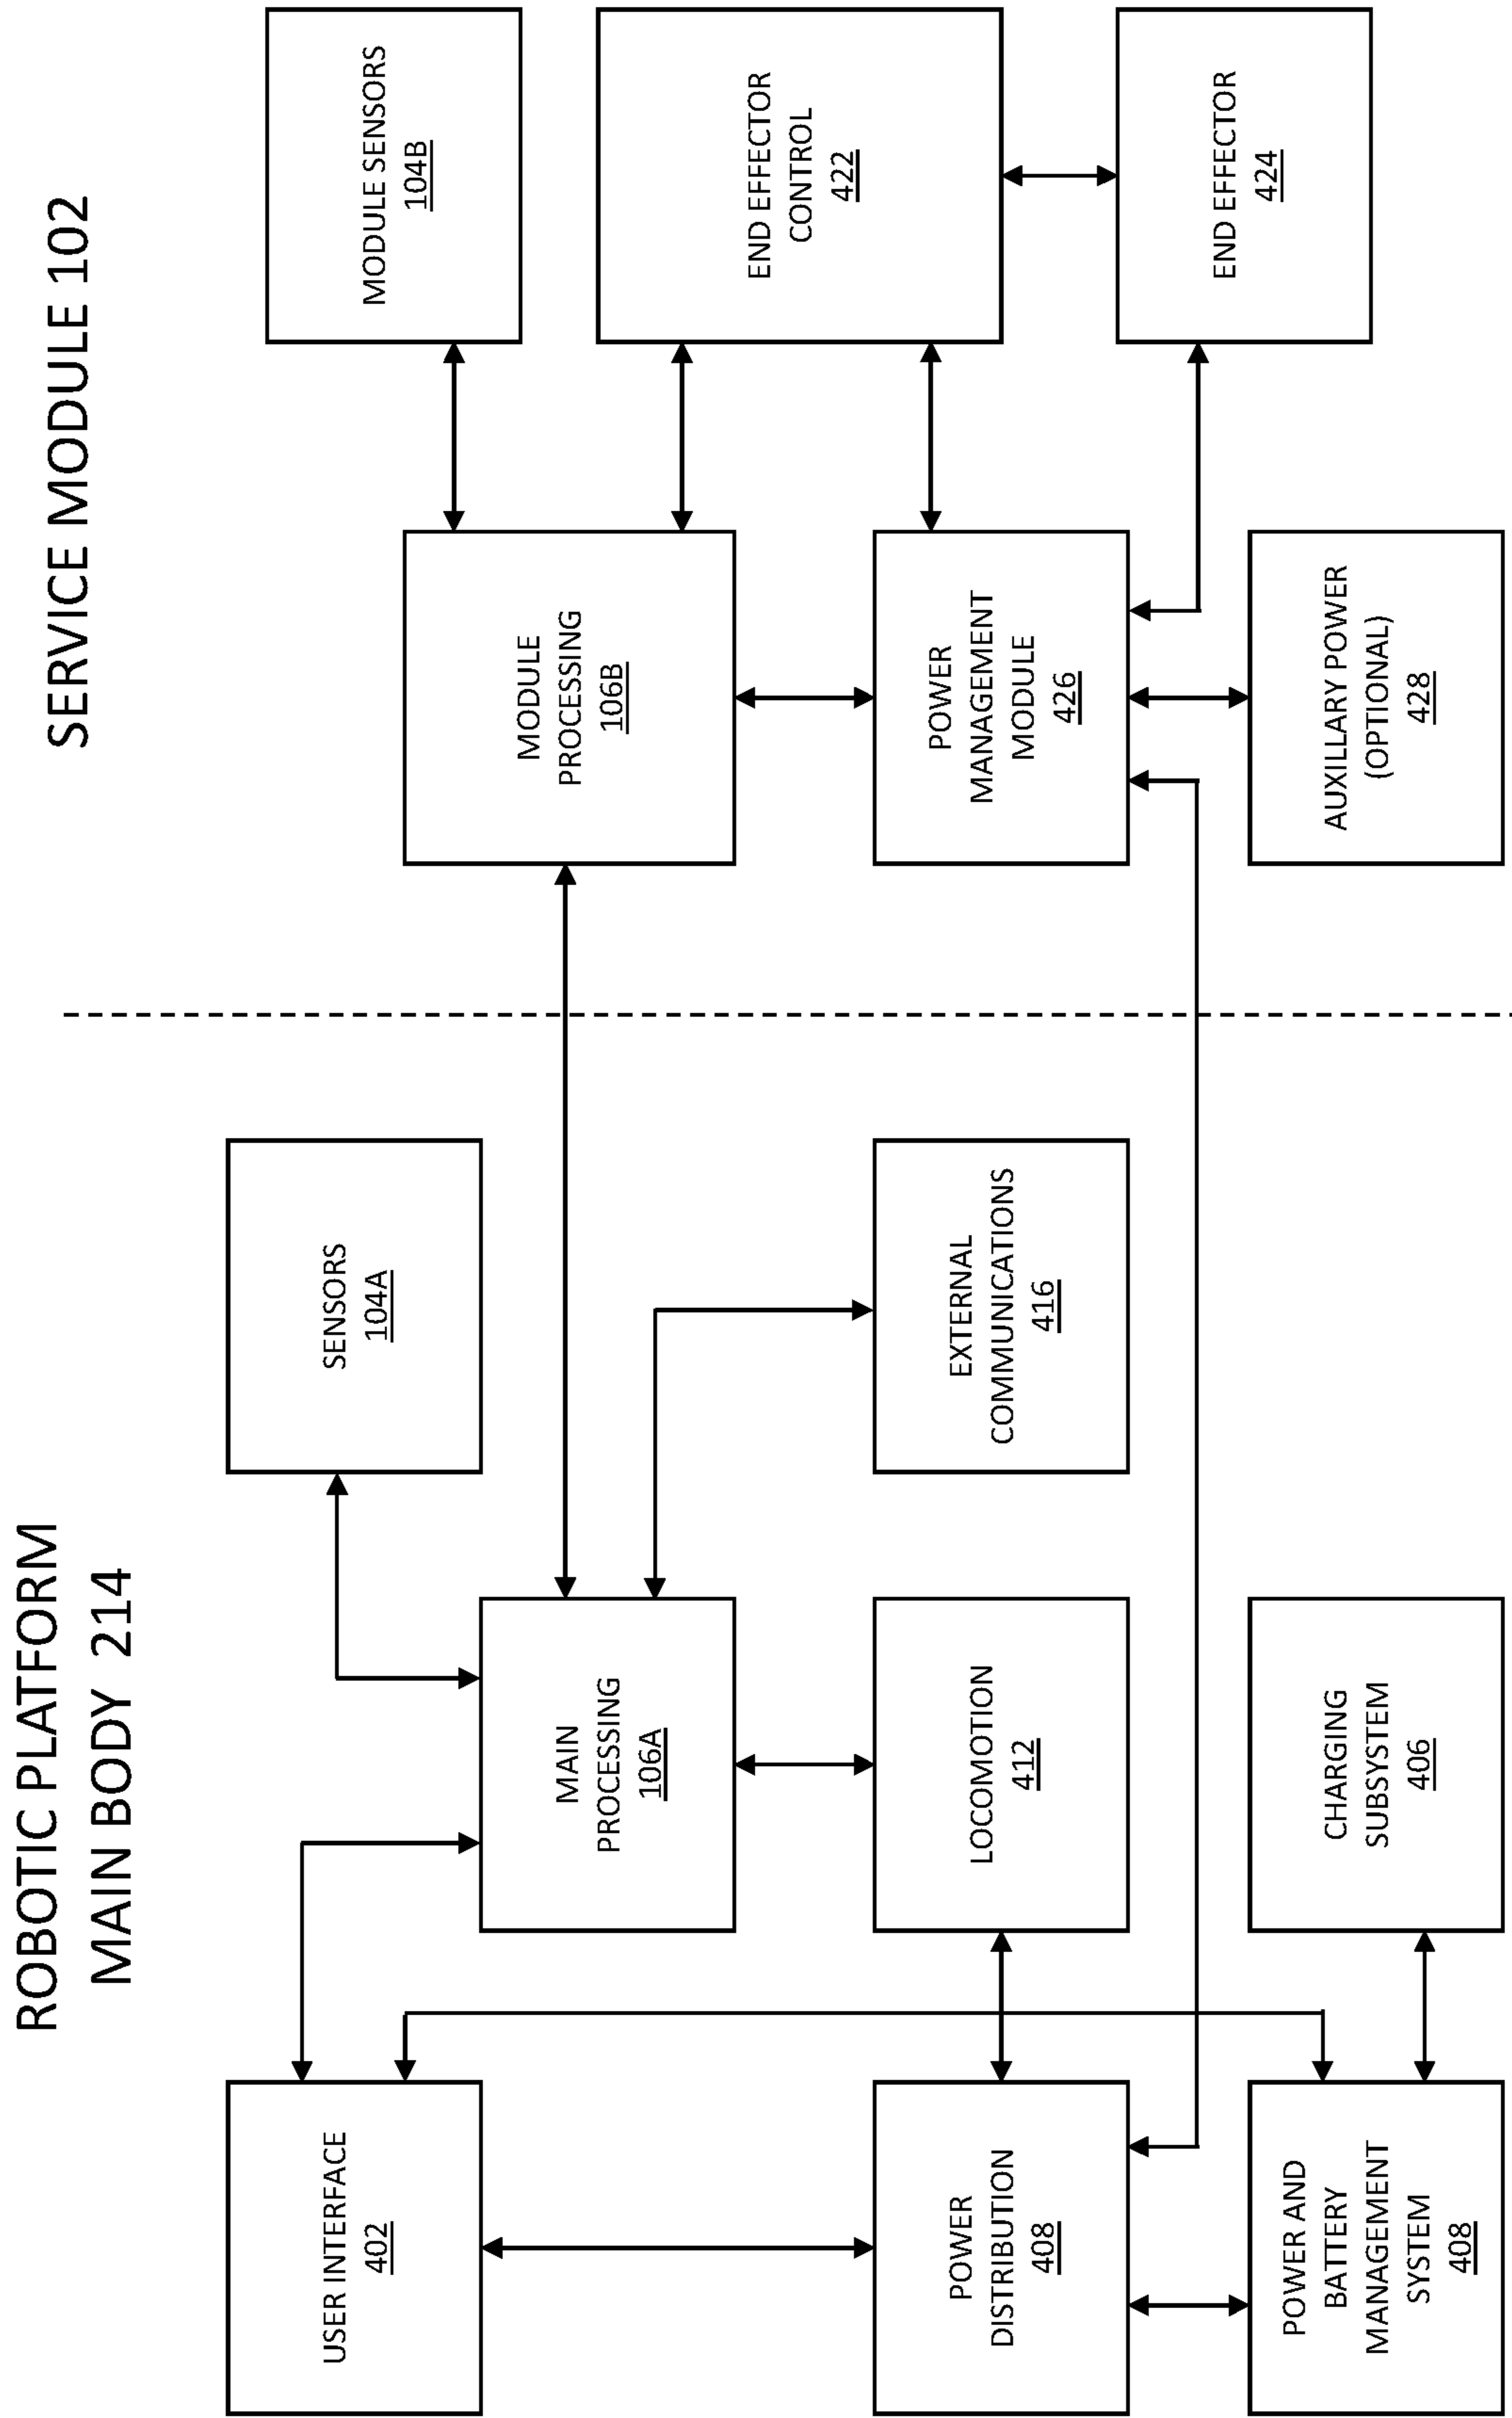 ROBOTIC PLATFORM
MAIN BODY 214
SERVICE MODULE 102
USER INTERFACE
402
SENSORS
104A
MODULE SENSORS
104B
MAIN
PROCESSING
106A
MODULE
PROCESSING
106B
END EFFECTOR
CONTROL
422
POWER
DISTRIBUTION
408
LOCOMOTION
412
EXTERNAL
COMMUNICATIONS
416
POWER
MANAGEMENT
MODULE
426
END EFFECTOR
424
POWER AND
BATTERY
MANAGEMENT
SYSTEM
408
CHARGING
SUBSYSTEM
406
AUXILLARY POWER
(OPTIONAL)
428